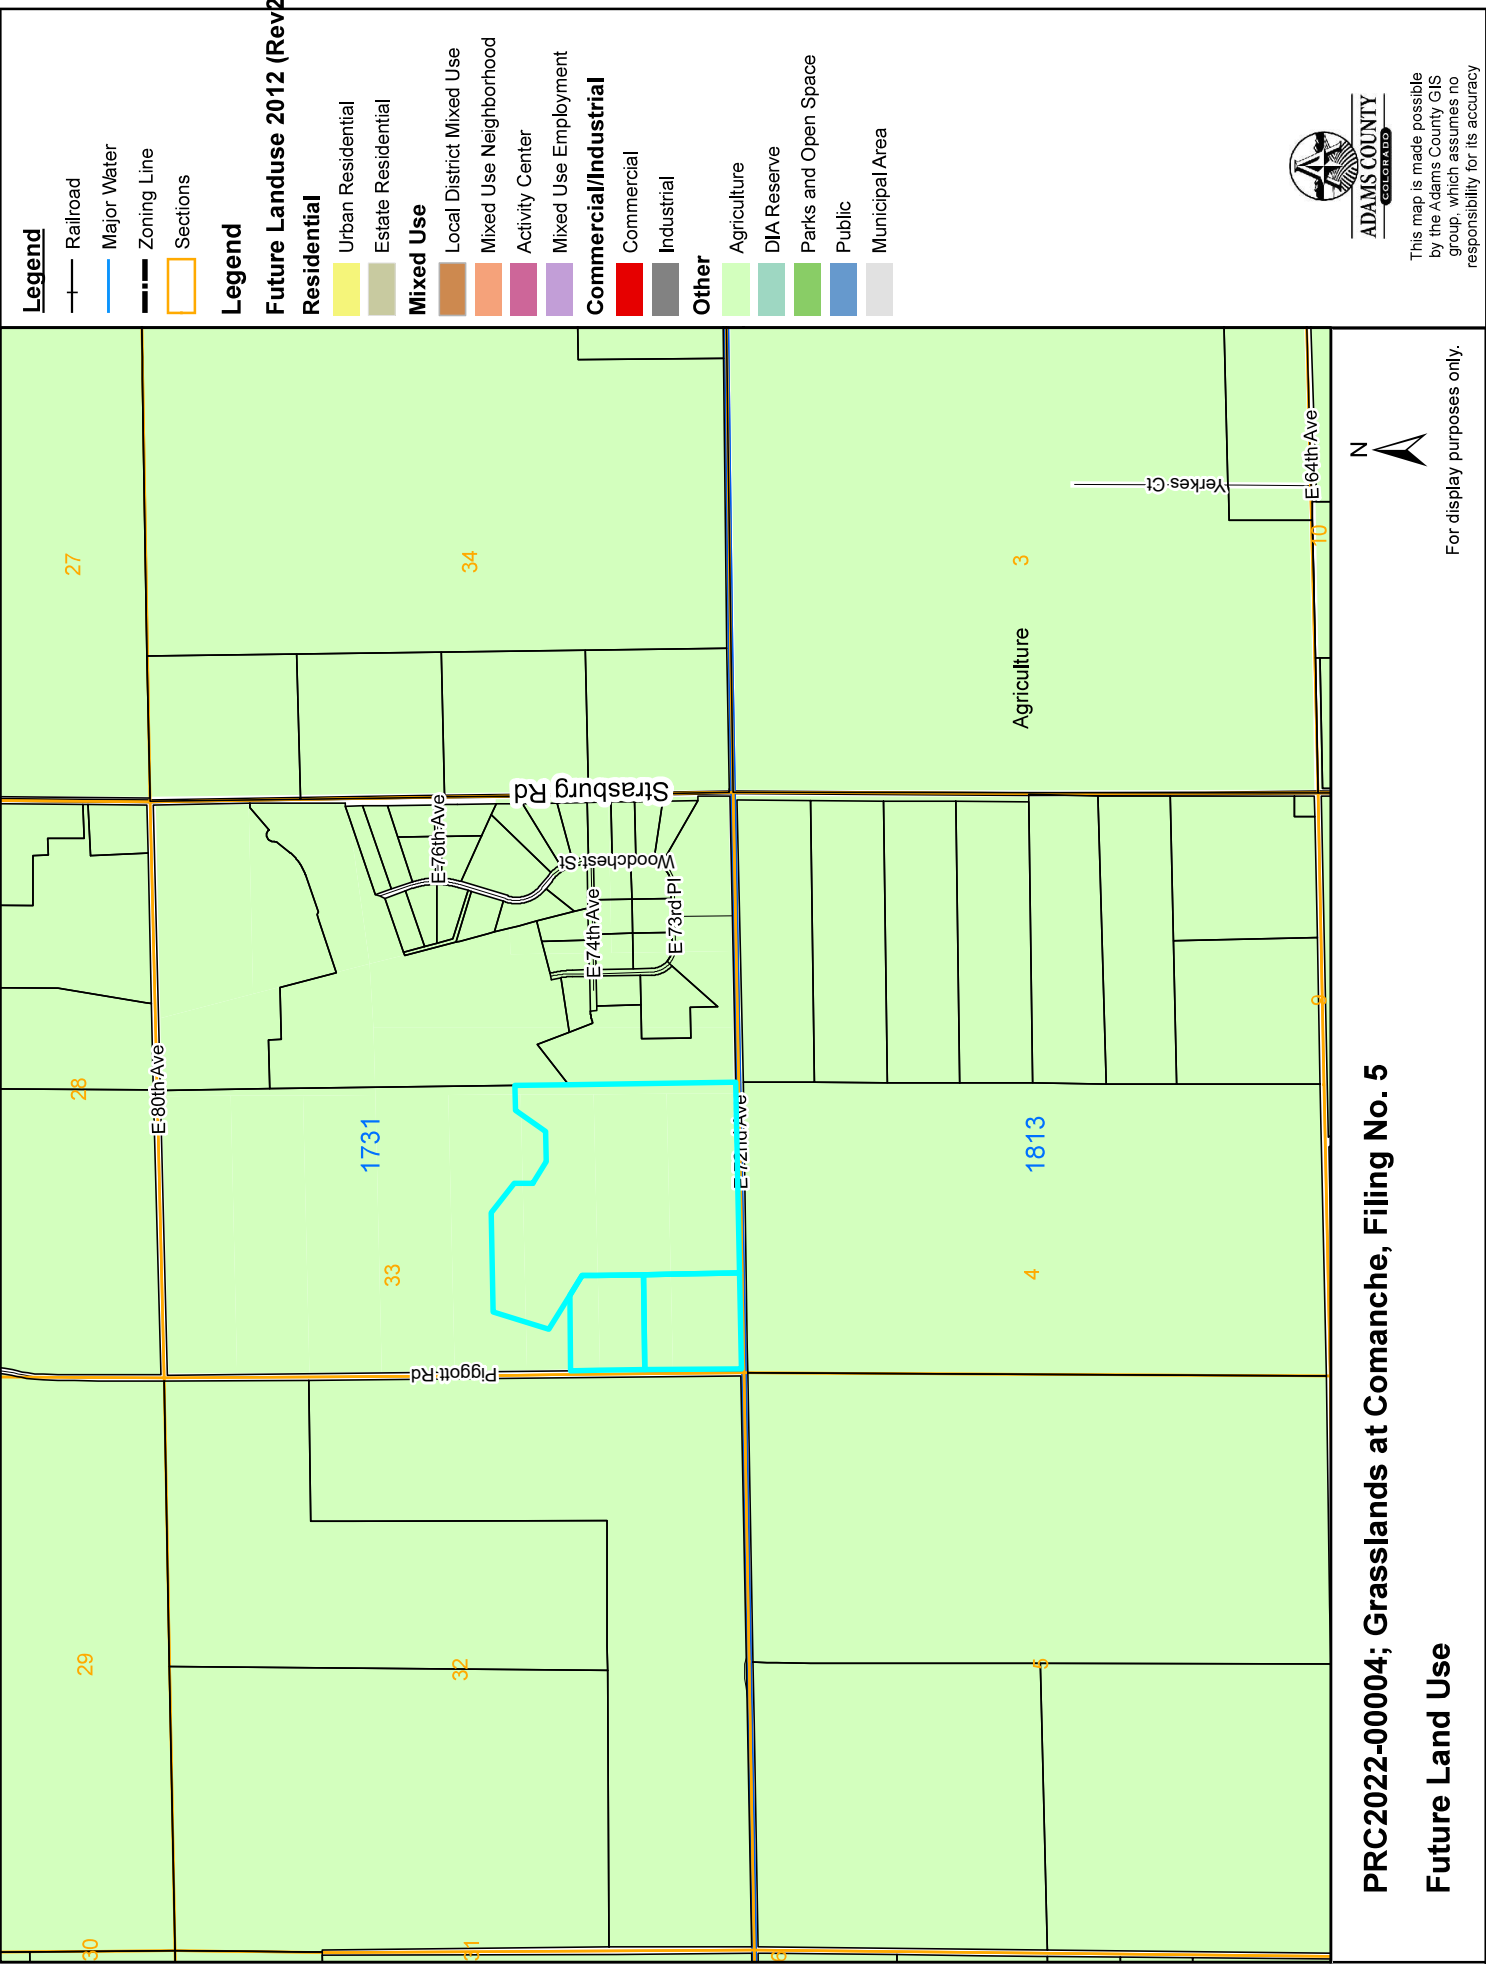 Legend
Railroad
Major Water
Zoning Line
Sections
Legend
Future Landuse 2012 (Rev2
Residential
Urban Residential
Estate Residential
Mixed Use
Local District Mixed Use
Mixed Use Neighborhood
Activity Center
Mixed Use Employment
Commercial/Industrial
Commercial
Industrial
Other
Agriculture
DIA Reserve
Parks and Open Space
Public
Municipal Area
ADAMS COUNTY
COLORADO
This map is made possible
by the Adams County GIS
group, which assumes no
responsibility for its accuracy
30
29
28
27
E 80th Ave
1731
33
32
31
34
Piggott Rd
E 76th Ave
Strasburg Rd
Woodchest St
E 74th Ave
E 73rd Pl
E 72nd Ave
6
5
4
1813
3
Agriculture
Yerkes Ct
E 64th Ave
9
10
N
For display purposes only.
PRC2022-00004; Grasslands at Comanche, Filing No. 5
Future Land Use